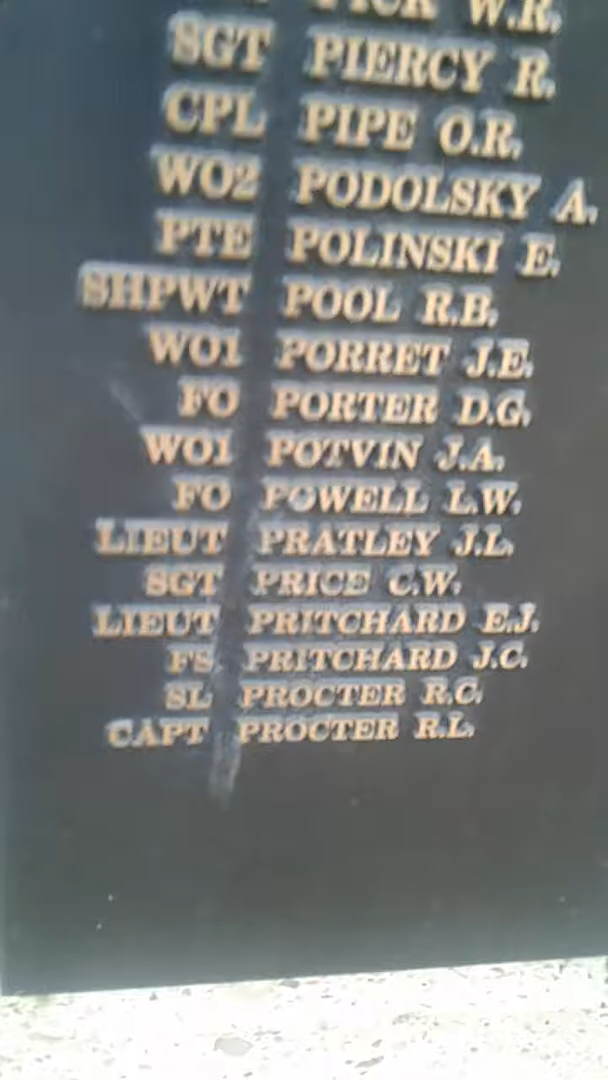 W.R.
SGT PIERCY R.
CPL PIPE O.R.
WO2 PODOLSKY A.
PTE POLINSKI E.
SHPWT POOL R.B.
WO1 PORRET J.E.
FO PORTER D.G.
WO1 POTVIN J.A.
FO POWELL L.W.
LIEUT PRATLEY J.L.
SGT PRICE C.W.
LIEUT PRITCHARD E.J.
FS PRITCHARD J.C.
SL PROCTER R.C.
CAPT PROCTER R.L.